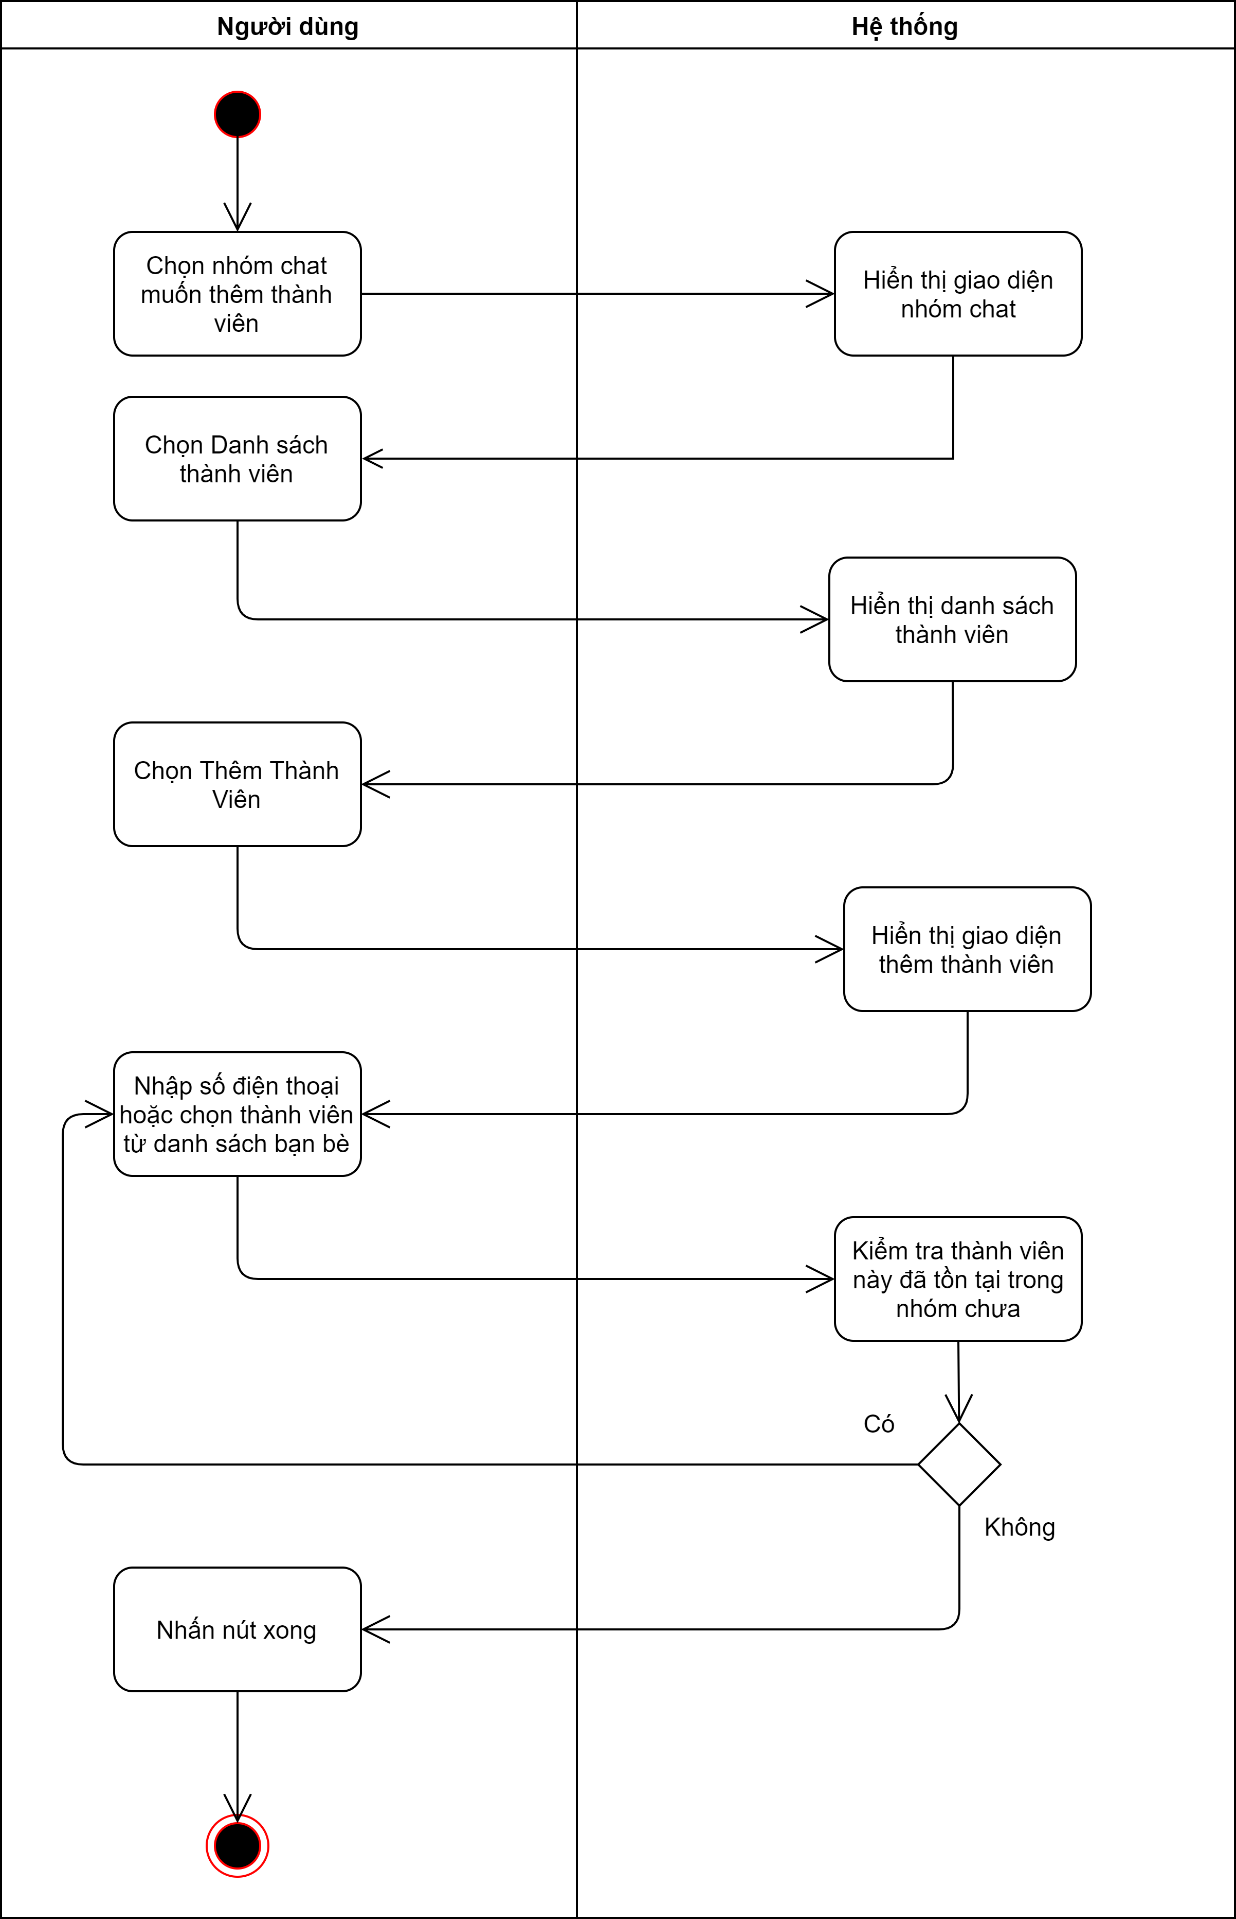 Người dùng
Hệ thống
Chọn nhóm chat
muốn thêm thành
viên
Hiển thị giao diện
nhóm chat
Chọn Danh sách
thành viên
Hiển thị danh sách
thành viên
Chọn Thêm Thành
Viên
Hiển thị giao diện
thêm thành viên
Nhập số điện thoại
hoặc chọn thành viên
từ danh sách bạn bè
Kiểm tra thành viên
này đã tồn tại trong
nhóm chưa
Có
Không
Nhấn nút xong